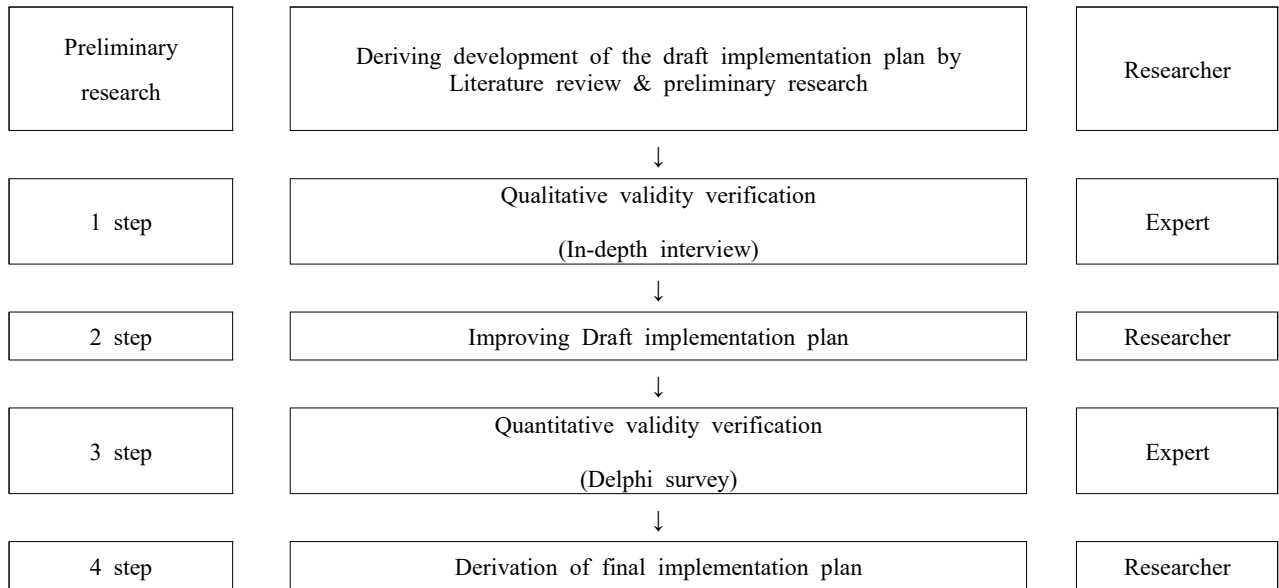 Preliminary
research
Deriving development of the draft implementation plan by
Literature review & preliminary research
Researcher
↓
1 step
Qualitative validity verification
(In-depth interview)
Expert
↓
2 step
Improving Draft implementation plan
Researcher
↓
3 step
Quantitative validity verification
(Delphi survey)
Expert
↓
4 step
Derivation of final implementation plan
Researcher